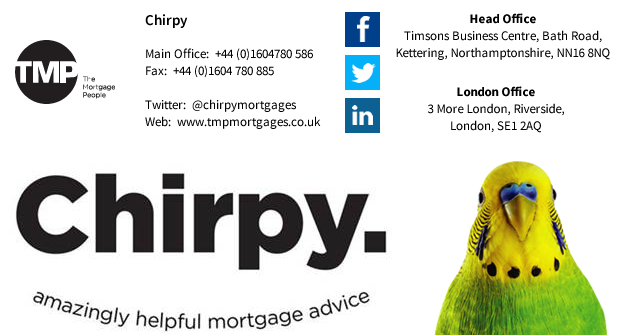 TMP
The
Mortgage
People
Chirpy
Main Office: +44 (0)1604780 586
Fax: +44 (0)1604 780 885
Twitter: @chirpymortgages
Web: www.tmpmortgages.co.uk
f
in
Head Office
Timsons Business Centre, Bath Road,
Kettering, Northamptonshire, NN16 8NQ
London Office
3 More London, Riverside,
London, SE1 2AQ
Chirpy.
amazingly helpful mortgage advice